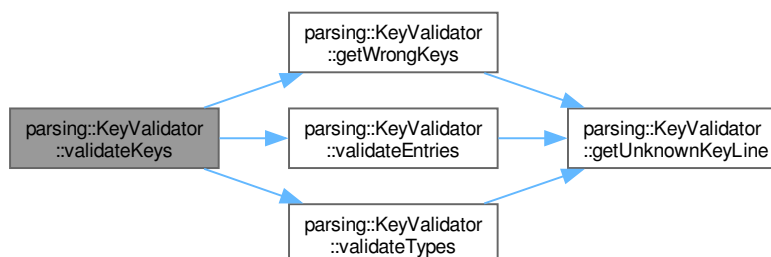 parsing::KeyValidator
::getWrongKeys
parsing::KeyValidator
::validateKeys
parsing::KeyValidator
::validateEntries
parsing::KeyValidator
::getUnknownKeyLine
parsing::KeyValidator
::validateTypes